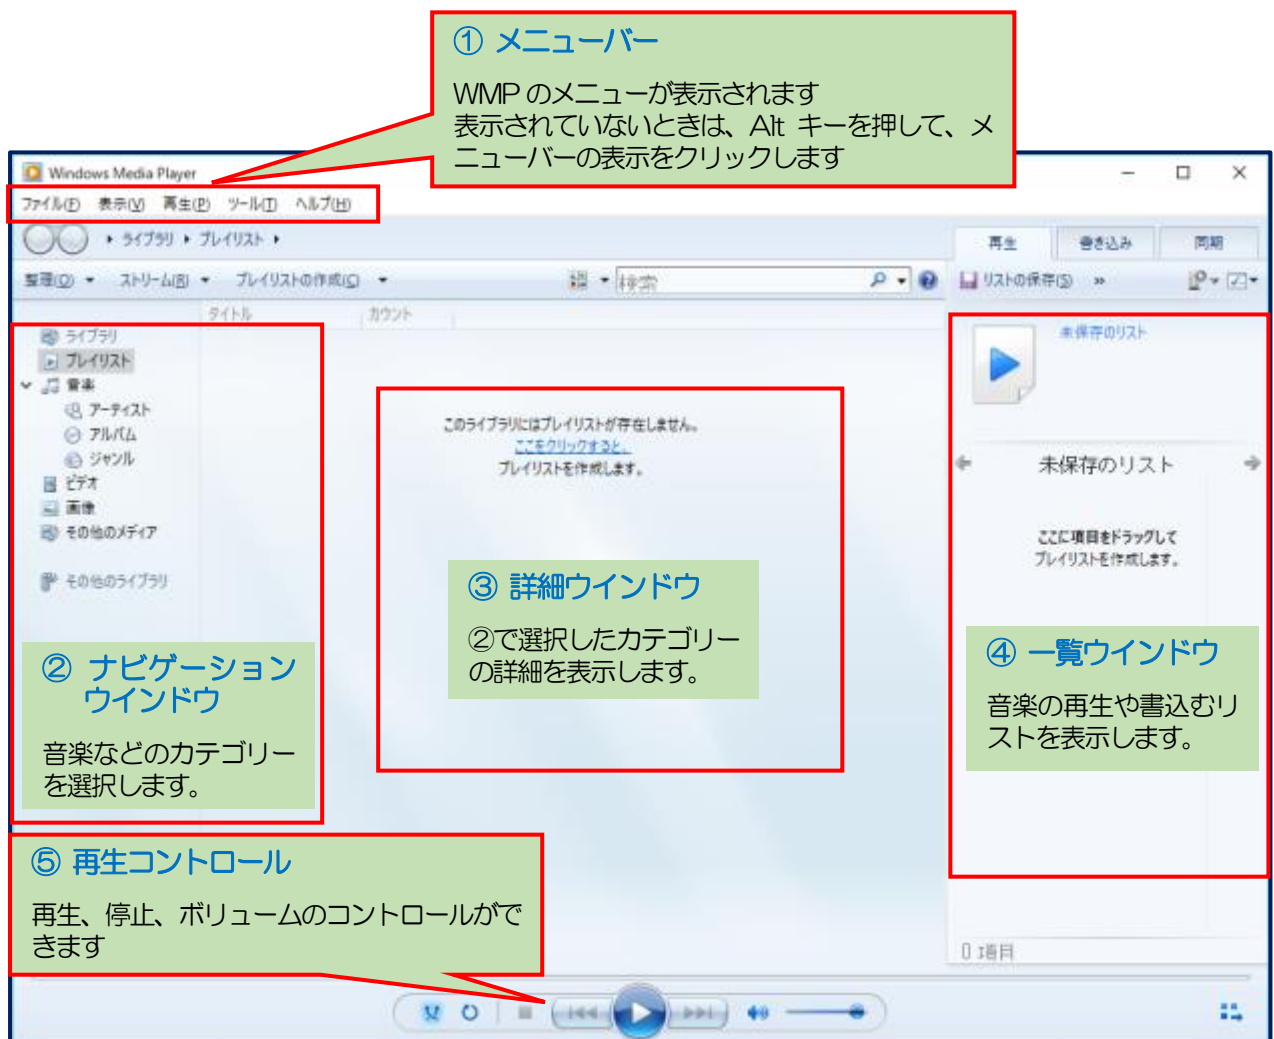 ① メニューバー
WMP のメニューが表示されます
表示されていないときは、Alt キーを押して、メ
ニューバーの表示をクリックします
Windows Media Player
ファイル(F) 表示(V) 再生(P) ツール(T) ヘルプ(H)
ライブラリ プレイリスト
再生 書き込み 同期
整理(O) ストリーム(R) プレイリストの作成(C) 検索 リストの保存(S) »
タイトル カウント
ライブラリ
プレイリスト
音楽
アーティスト
アルバム
ジャンル
ビデオ
画像
その他のメディア
その他のライブラリ
② ナビゲーション
ウインドウ
音楽などのカテゴリー
を選択します。
このライブラリにはプレイリストが存在しません。
ここをクリックすると、
プレイリストを作成します。
③ 詳細ウインドウ
②で選択したカテゴリー
の詳細を表示します。
未保存のリスト
未保存のリスト
ここに項目をドラッグして
プレイリストを作成します。
④ 一覧ウインドウ
音楽の再生や書込むリ
ストを表示します。
0 項目
⑤ 再生コントロール
再生、停止、ボリュームのコントロールがで
きます